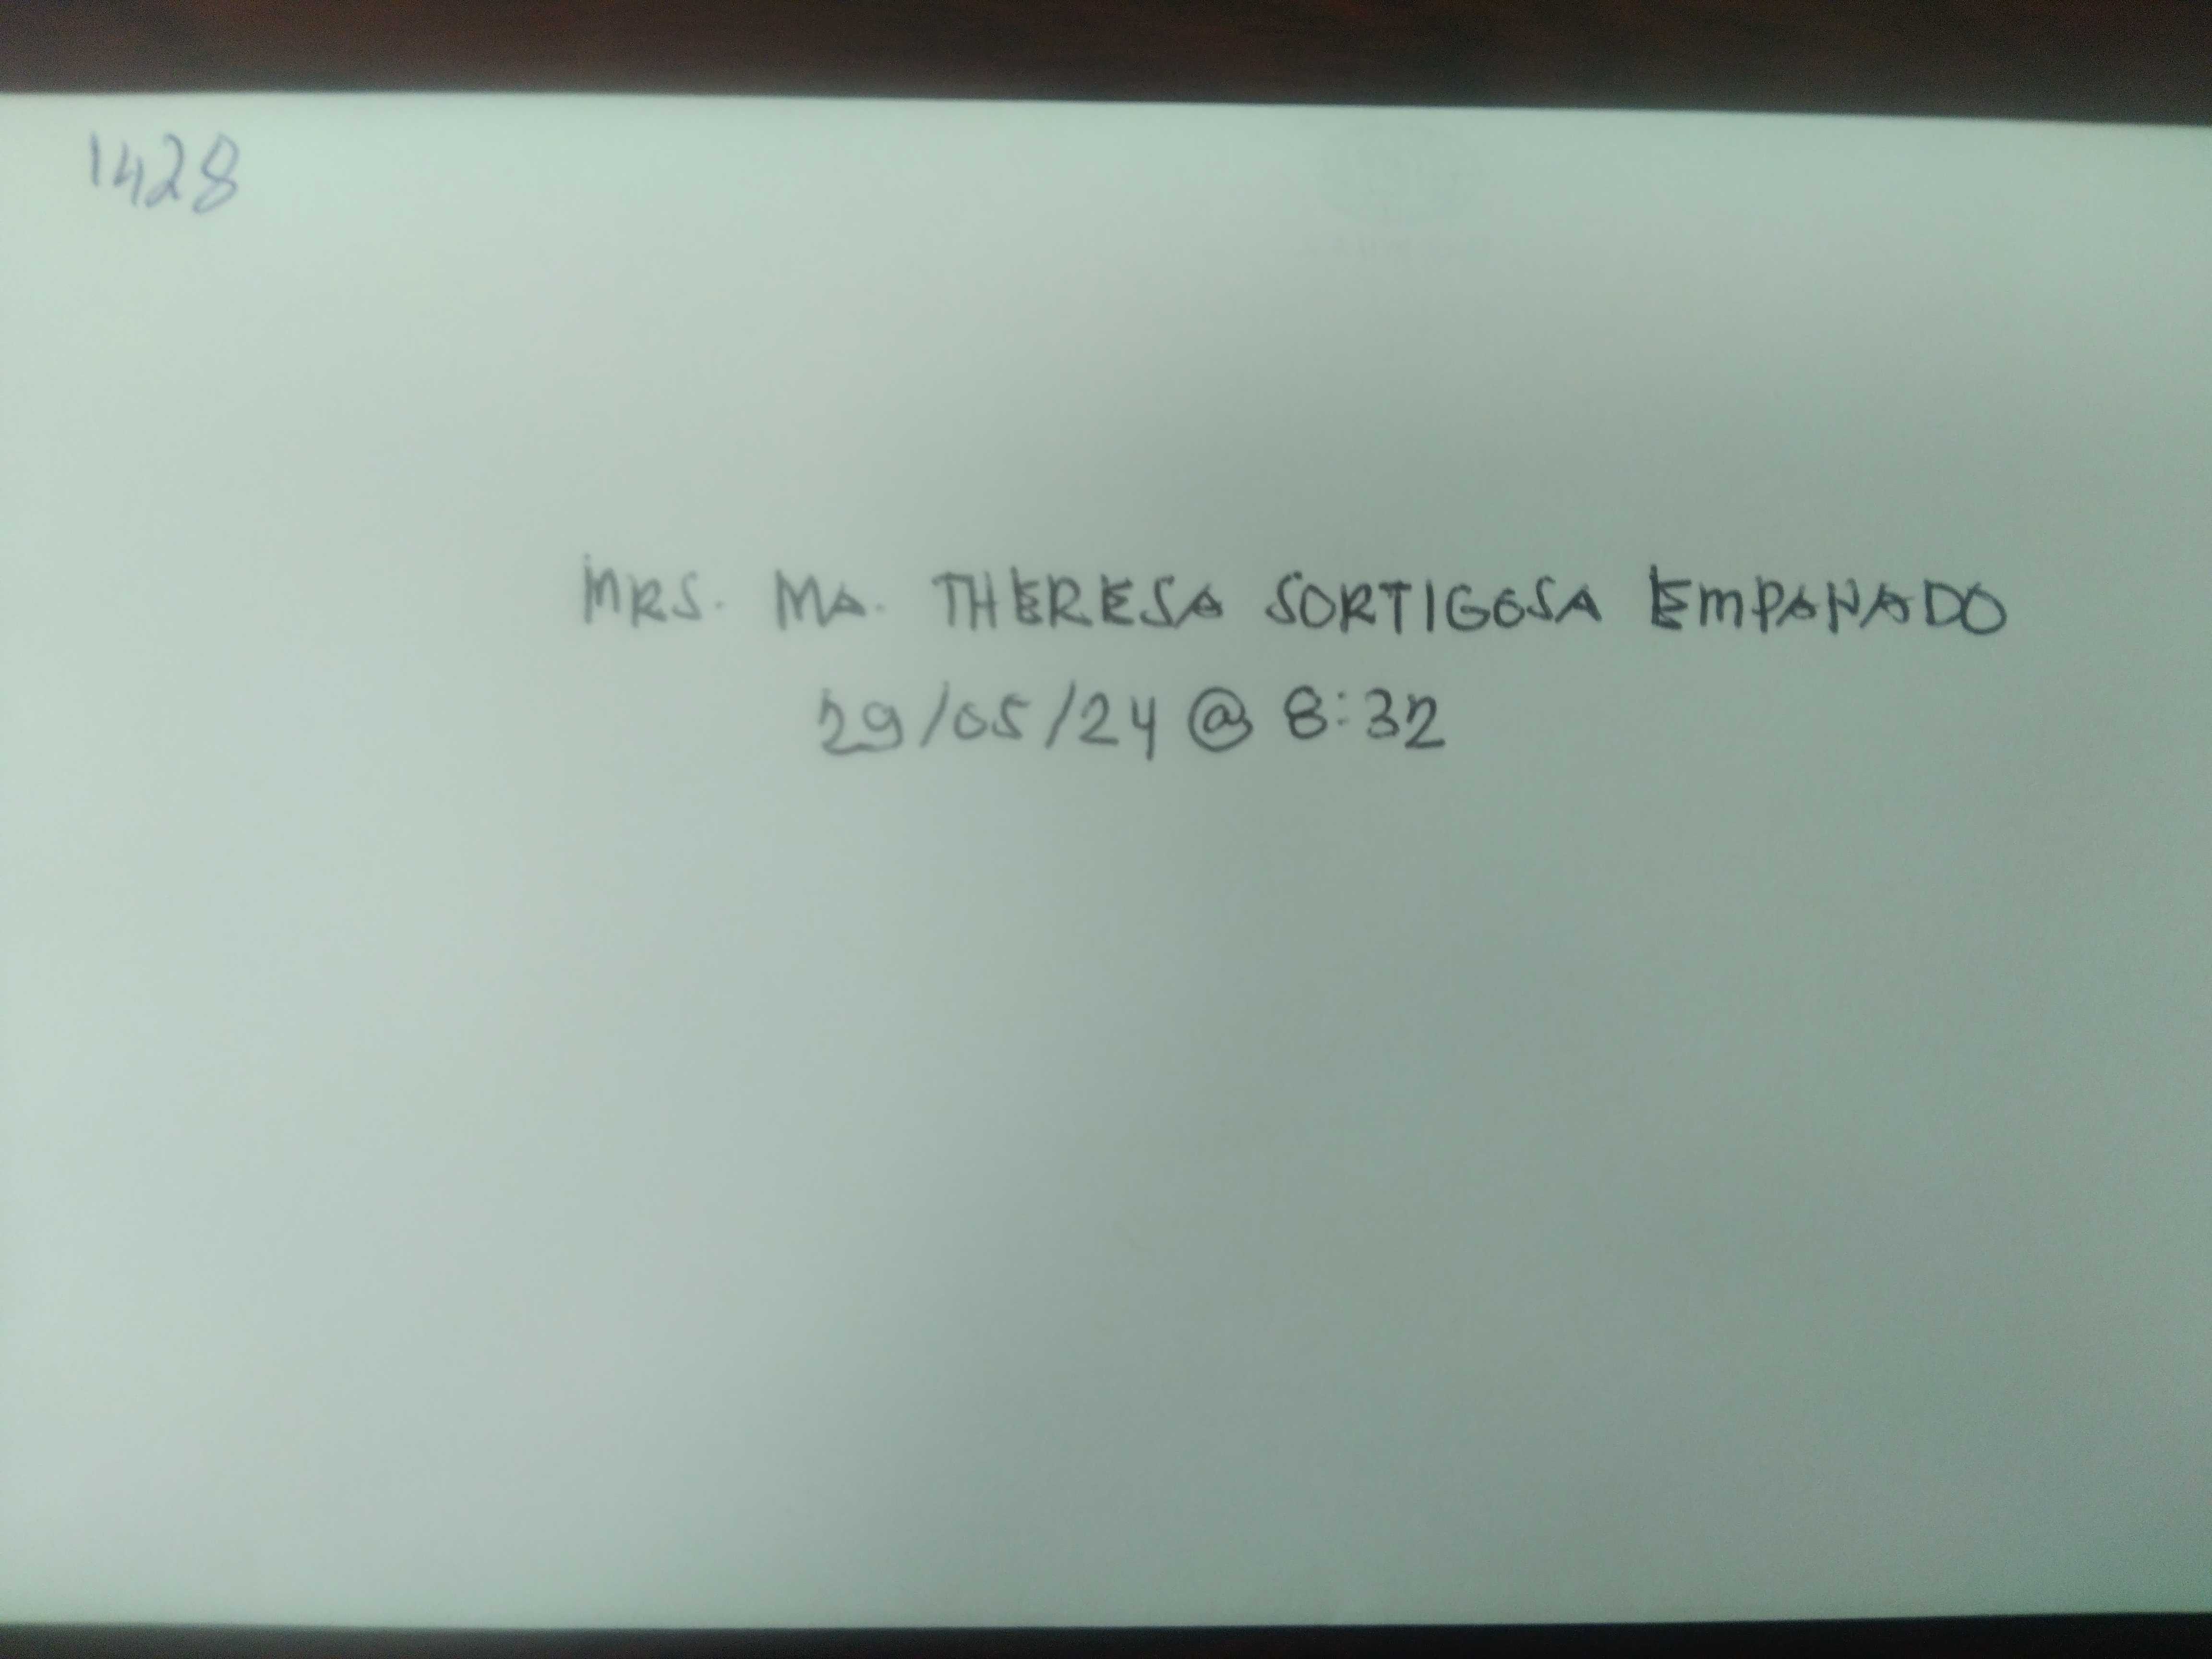 1428
MRS. MA. THERESA SORTIGOSA EMPANADO
29/05/24 @ 8:32